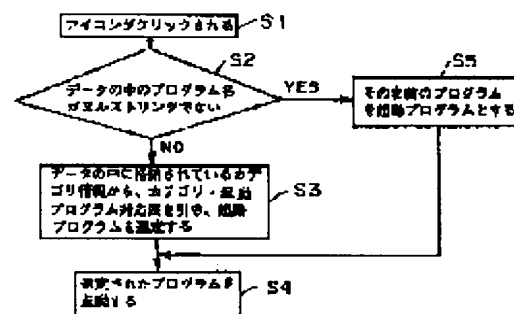 アイコンがクリックされる
S1
S2
データの中のプログラム名
がヌルストリングでない
YES
S5
その名前のプログラム
を起動プログラムとする
NO
データの中に格納されているカテ
ゴリ情報から、カテゴリ・起動
プログラム対応表を引き、起動
プログラムを選定する
S3
選定されたプログラムを
起動する
S4